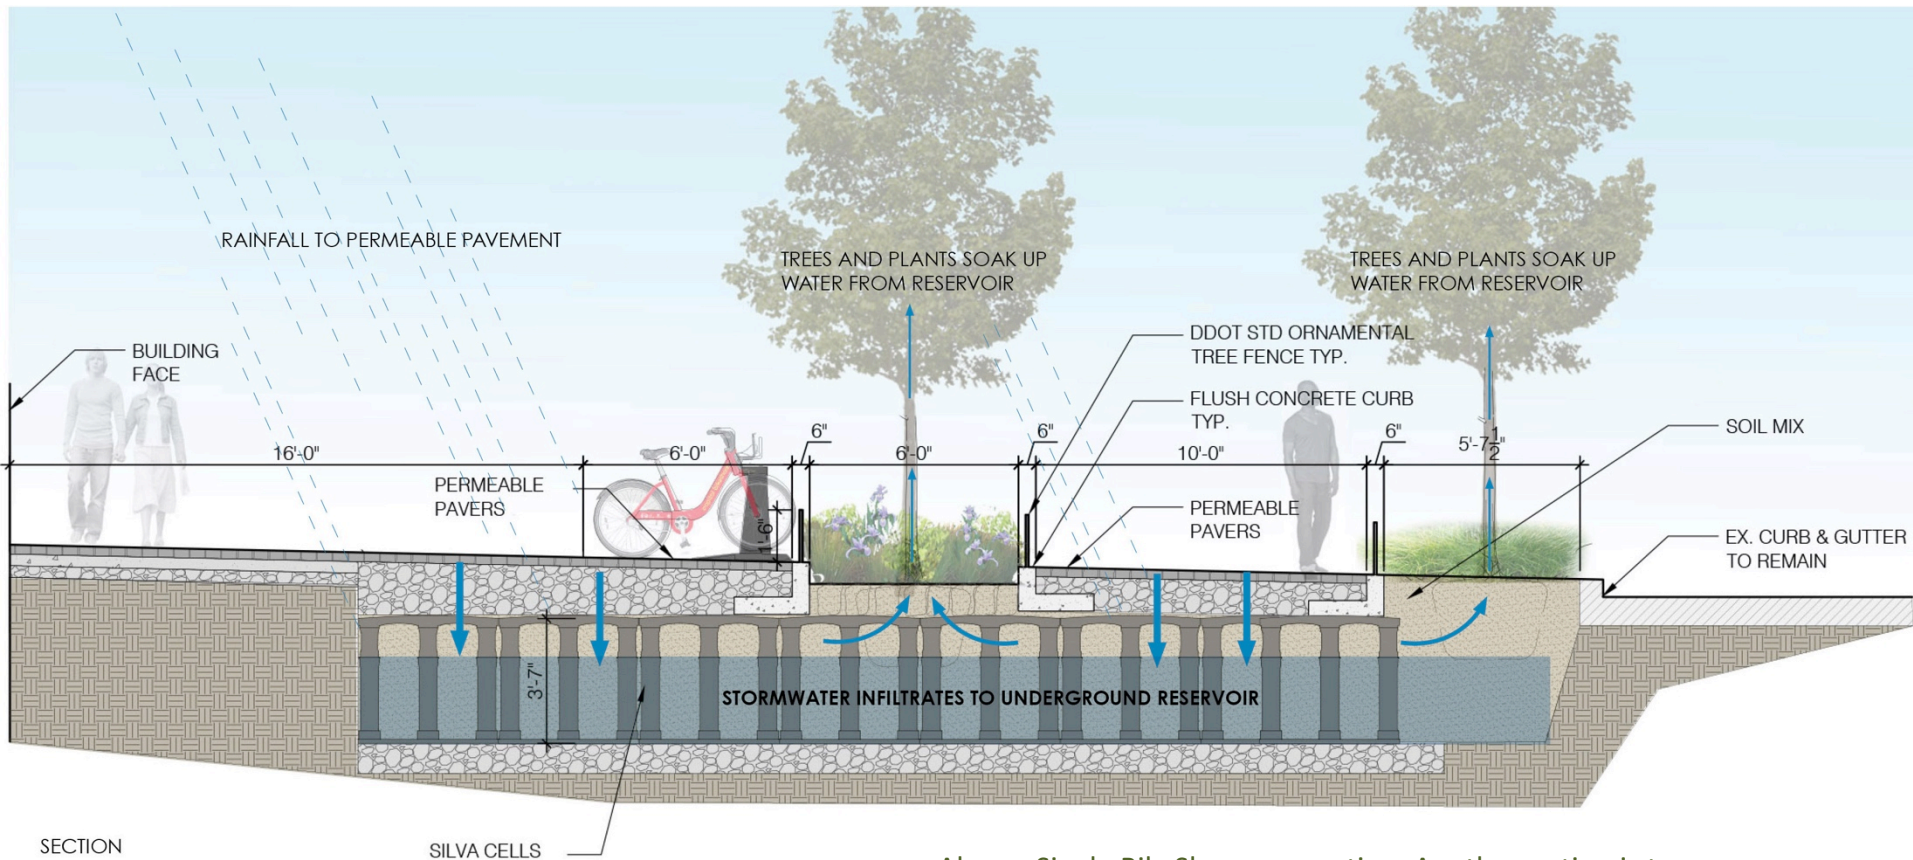 RAINFALL TO PERMEABLE PAVEMENT
TREES AND PLANTS SOAK UP
WATER FROM RESERVOIR
TREES AND PLANTS SOAK UP
WATER FROM RESERVOIR
BUILDING
FACE
DDOT STD ORNAMENTAL
TREE FENCE TYP.
FLUSH CONCRETE CURB
TYP.
SOIL MIX
16'-0"
6'-0"
6"
6'-0"
6"
10'-0"
6"
5'-7 1/2"
PERMEABLE
PAVERS
PERMEABLE
PAVERS
EX. CURB & GUTTER
TO REMAIN
3'-7"
STORMWATER INFILTRATES TO UNDERGROUND RESERVOIR
SECTION
SILVA CELLS